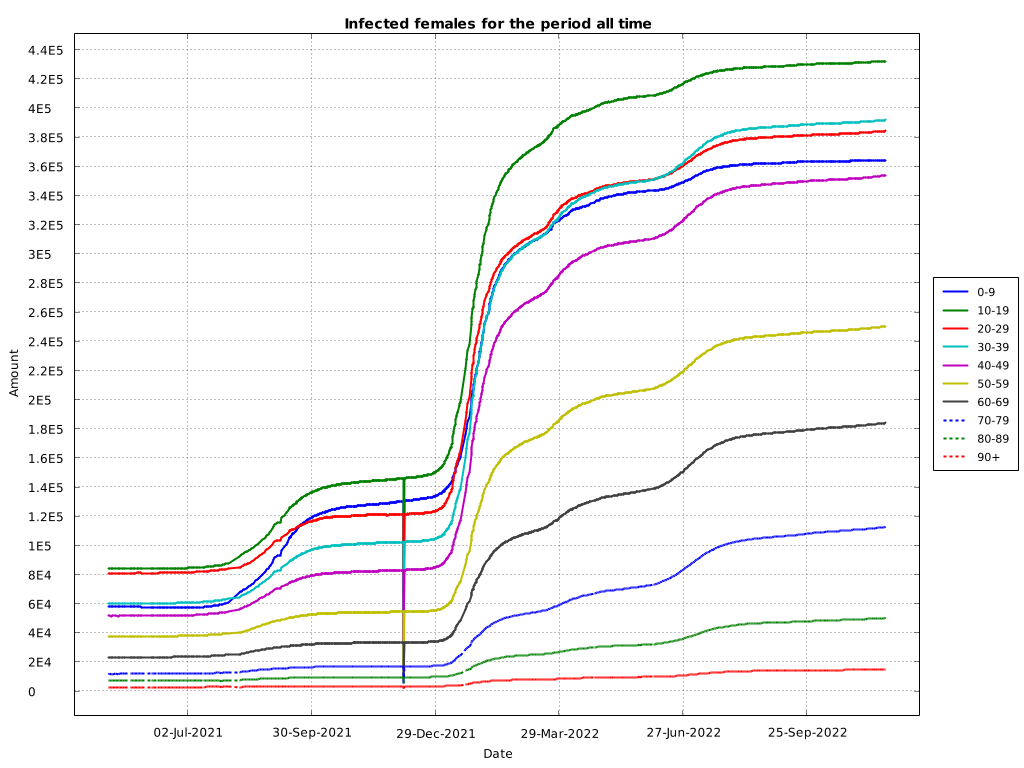 Infected females for the period all time
4.4E5
4.2E5
4E5
3.8E5
3.6E5
3.4E5
3.2E5
3E5
2.8E5
2.6E5
2.4E5
2.2E5
2E5
1.8E5
1.6E5
1.4E5
1.2E5
1E5
8E4
6E4
4E4
2E4
0
Amount
02-Jul-2021 30-Sep-2021 29-Dec-2021 29-Mar-2022 27-Jun-2022 25-Sep-2022
Date
0-9
10-19
20-29
30-39
40-49
50-59
60-69
70-79
80-89
90+